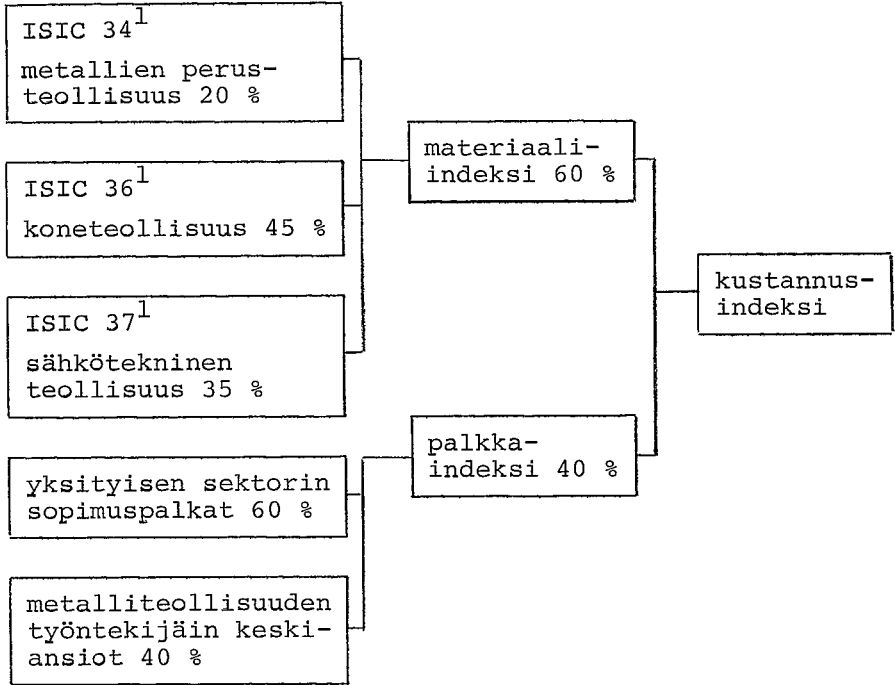 ISIC 34¹
metallien perus-
teollisuus 20 %
ISIC 36¹
koneteollisuus 45 %
ISIC 37¹
sähkötekninen
teollisuus 35 %
yksityisen sektorin
sopimuspalkat 60 %
metalliteollisuuden
työntekijäin keski-
ansiot 40 %
materiaali-
indeksi 60 %
palkka-
indeksi 40 %
kustannus-
indeksi